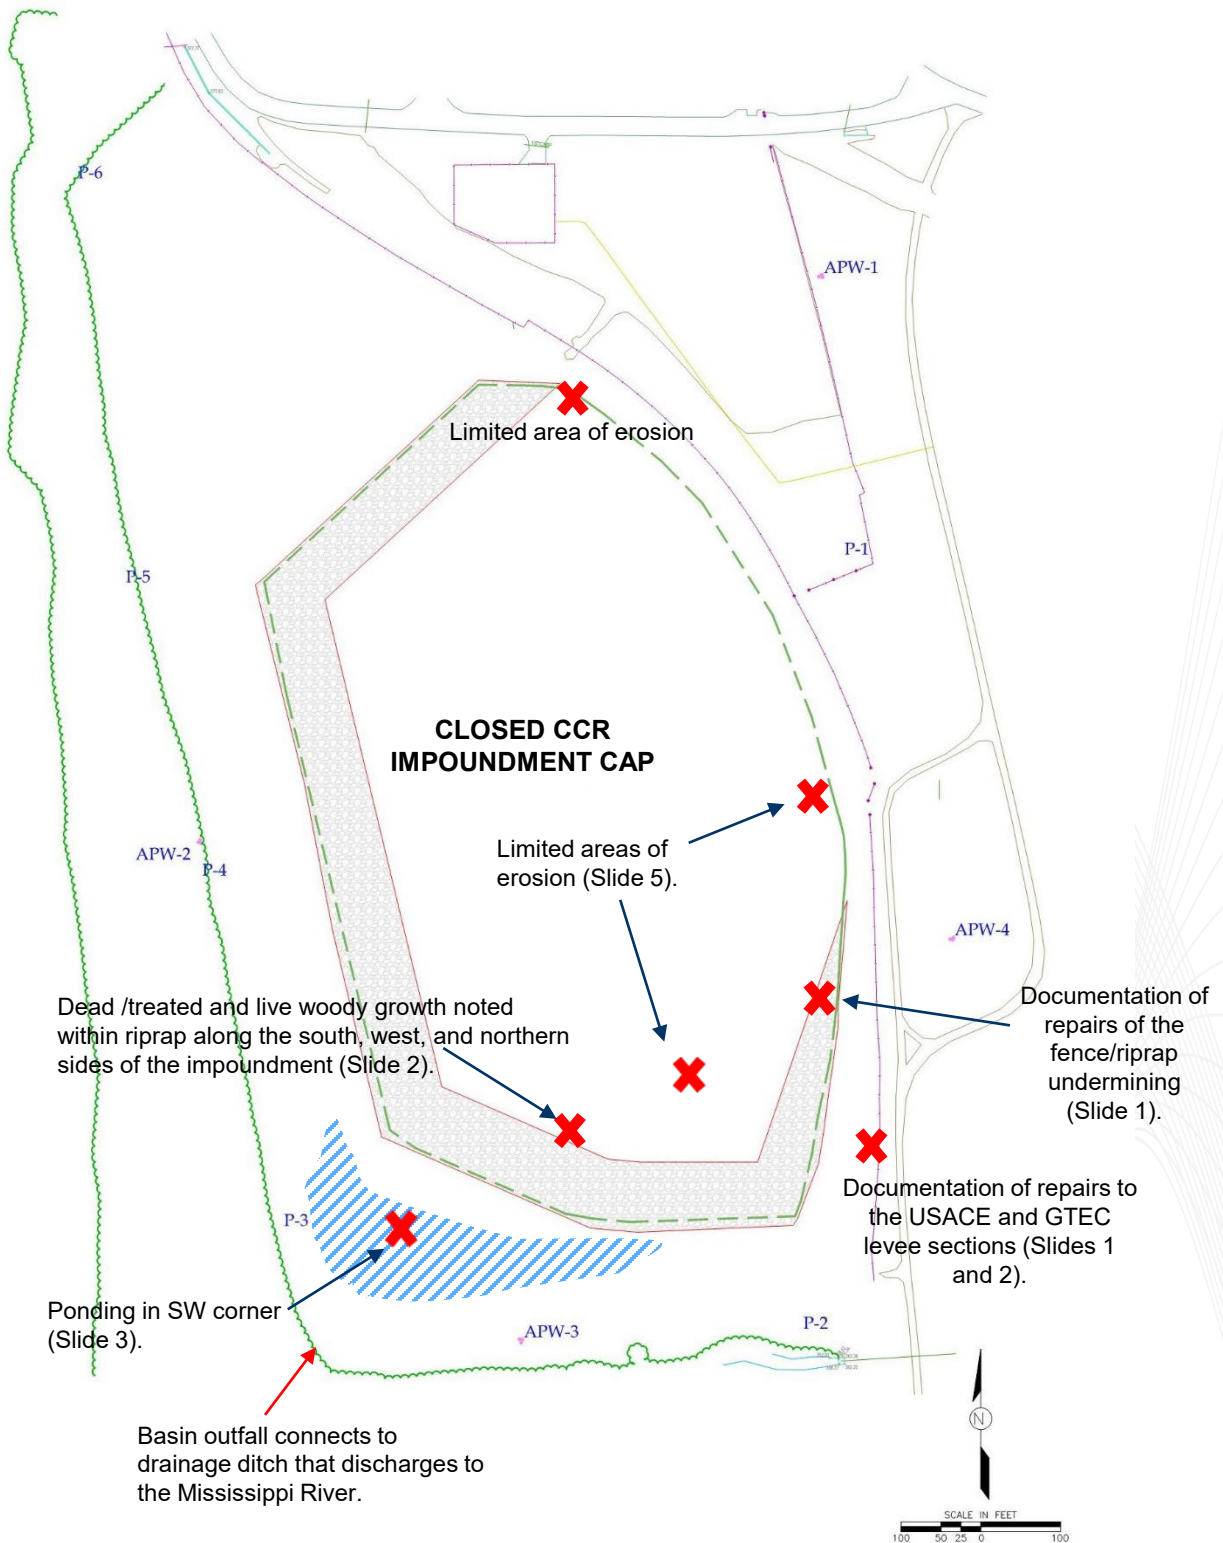 P-6
APW-1
Limited area of erosion
P-1
P-5
CLOSED CCR
IMPOUNDMENT CAP
Limited areas of
erosion (Slide 5).
APW-2
P-4
APW-4
Dead /treated and live woody growth noted
within riprap along the south, west, and northern
sides of the impoundment (Slide 2).
Documentation of
repairs of the
fence/riprap
undermining
(Slide 1).
Documentation of repairs to
the USACE and GTEC
levee sections (Slides 1
and 2).
P-3
Ponding in SW corner
(Slide 3).
APW-3
P-2
Basin outfall connects to
drainage ditch that discharges to
the Mississippi River.
N
SCALE IN FEET
100 50 25 0 100